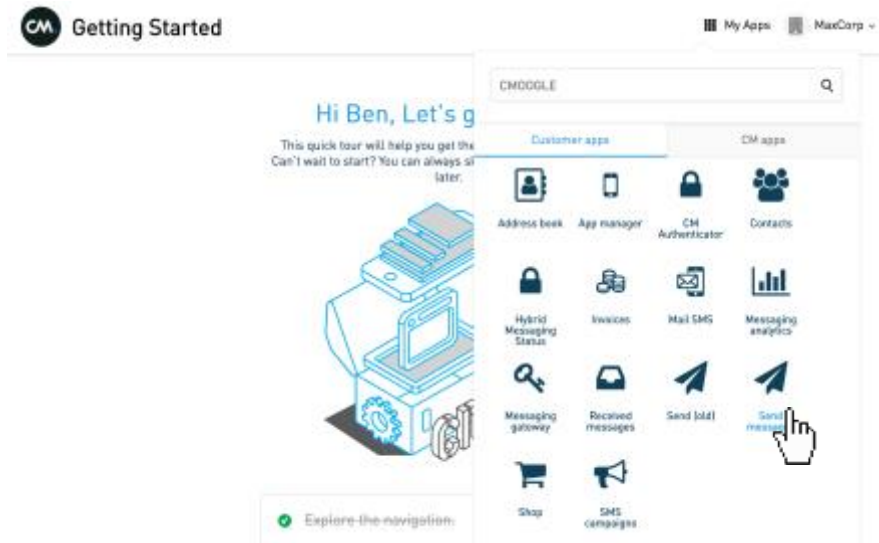 CM. Getting Started
My Apps MaxCorp
CMOOGLE
Hi Ben, Let's g
This quick tour will help you get the
Can't wait to start? You can always s
later.
Customer apps CM apps
Address book App manager CM Contacts
Authenticator
Hybrid Invoices Mail SMS Messaging
Messaging analytics
Status
Messaging Received Send (old) Send
gateway messages
Shop SMS
campaigns
Explore the navigation.